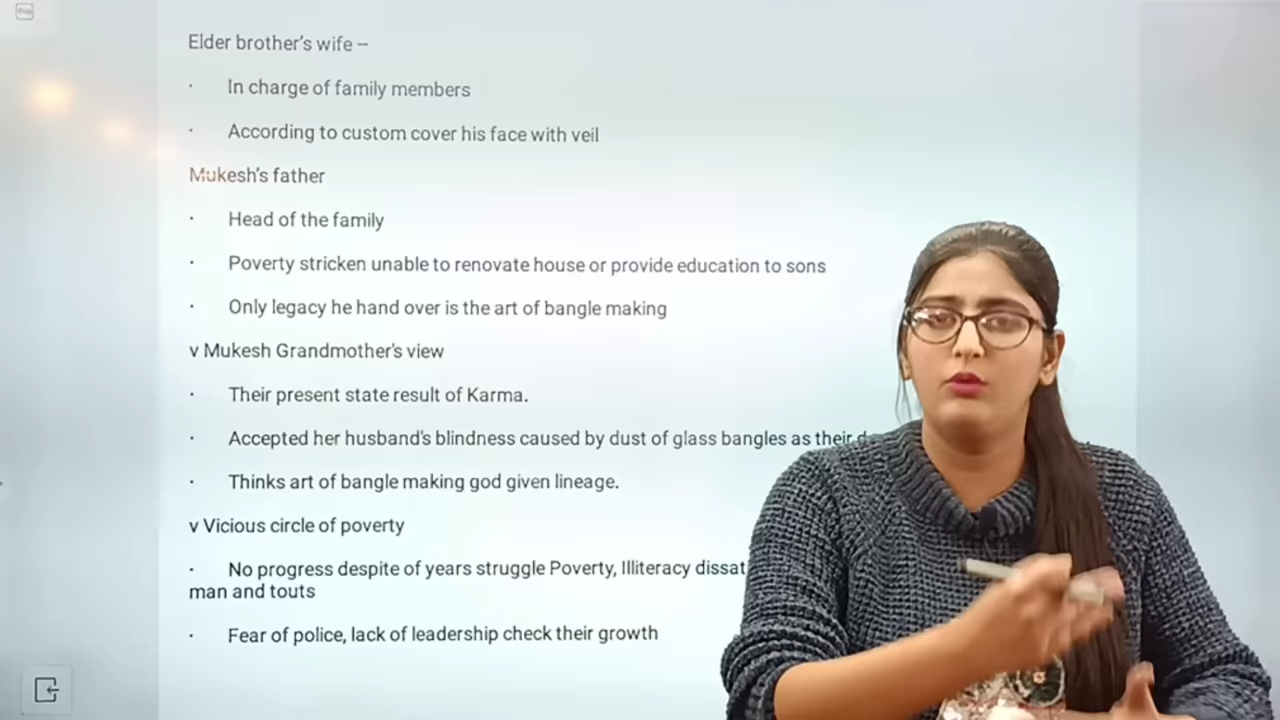 Elder brother's wife –
· In charge of family members
· According to custom cover his face with veil
Mukesh's father
· Head of the family
· Poverty stricken unable to renovate house or provide education to sons
· Only legacy he hand over is the art of bangle making
v Mukesh Grandmother's view
· Their present state result of Karma.
· Accepted her husband's blindness caused by dust of glass bangles as their
· Thinks art of bangle making god given lineage.
v Vicious circle of poverty
· No progress despite of years struggle Poverty, Illiteracy
man and touts
· Fear of police, lack of leadership check their growth